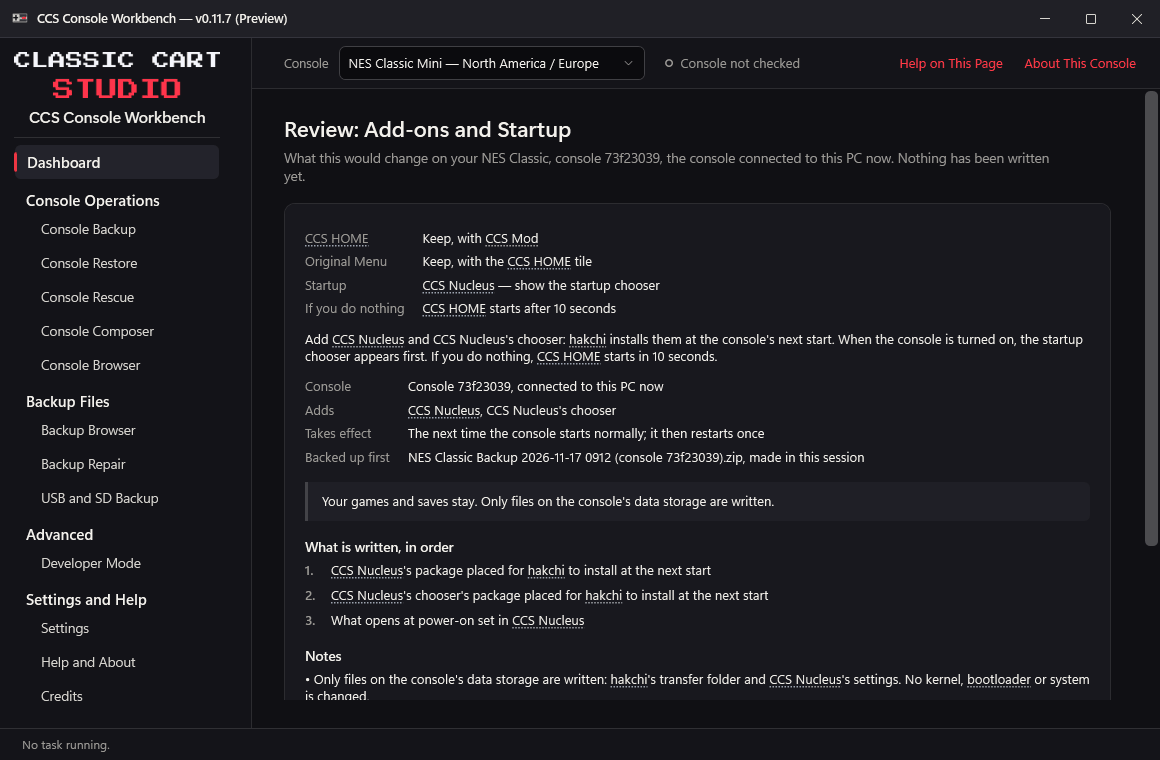 CCS Console Workbench — v0.11.7 (Preview)
CLASSIC CART
STUDIO
CCS Console Workbench
Dashboard
Console Operations
Console Backup
Console Restore
Console Rescue
Console Composer
Console Browser
Backup Files
Backup Browser
Backup Repair
USB and SD Backup
Advanced
Developer Mode
Settings and Help
Settings
Help and About
Credits
Console
NES Classic Mini — North America / Europe
Console not checked
Help on This Page
About This Console
Review: Add-ons and Startup
What this would change on your NES Classic, console 73f23039, the console connected to this PC now. Nothing has been written
yet.
CCS HOME Keep, with CCS Mod
Original Menu Keep, with the CCS HOME tile
Startup CCS Nucleus — show the startup chooser
If you do nothing CCS HOME starts after 10 seconds
Add CCS Nucleus and CCS Nucleus's chooser: hakchi installs them at the console's next start. When the console is turned on, the startup
chooser appears first. If you do nothing, CCS HOME starts in 10 seconds.
Console Console 73f23039, connected to this PC now
Adds CCS Nucleus, CCS Nucleus's chooser
Takes effect The next time the console starts normally; it then restarts once
Backed up first NES Classic Backup 2026-11-17 0912 (console 73f23039).zip, made in this session
Your games and saves stay. Only files on the console's data storage are written.
What is written, in order
1. CCS Nucleus's package placed for hakchi to install at the next start
2. CCS Nucleus's chooser's package placed for hakchi to install at the next start
3. What opens at power-on set in CCS Nucleus
Notes
• Only files on the console's data storage are written: hakchi's transfer folder and CCS Nucleus's settings. No kernel, bootloader or system
is changed.
No task running.